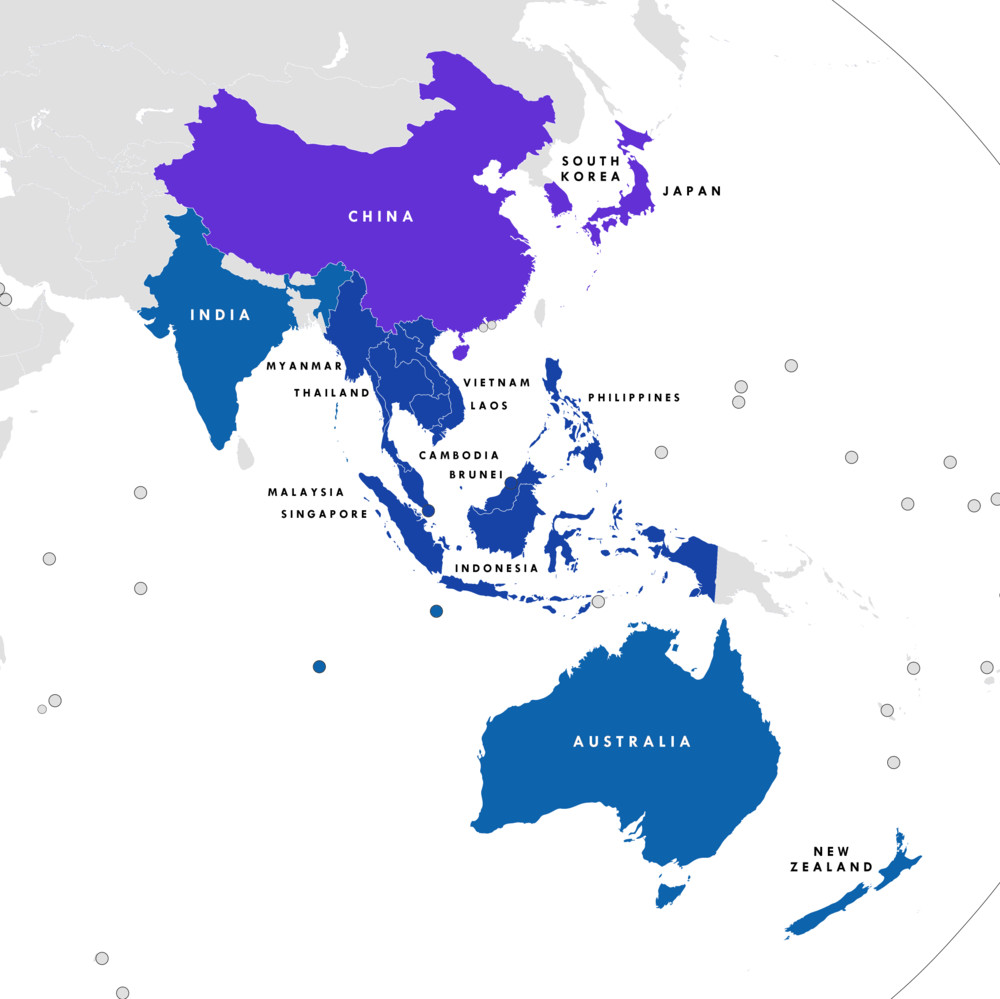 SOUTH
KOREA
JAPAN
CHINA
INDIA
MYANMAR
THAILAND
VIETNAM
LAOS
PHILIPPINES
CAMBODIA
BRUNEI
MALAYSIA
SINGAPORE
INDONESIA
AUSTRALIA
NEW
ZEALAND